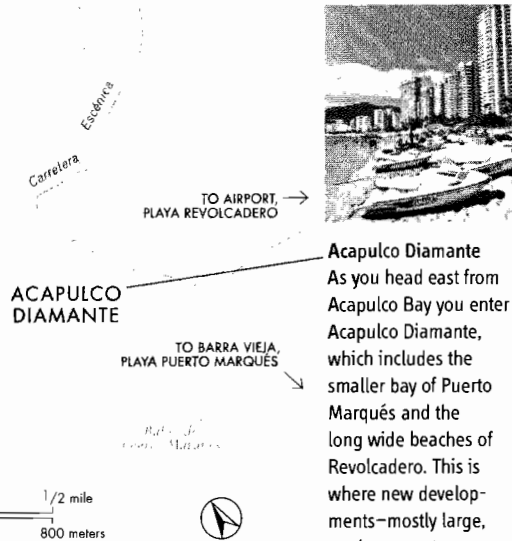 Escénica
Carretera
TO AIRPORT,
PLAYA REVOLCADERO
ACAPULCO
DIAMANTE
TO BARRA VIEJA,
PLAYA PUERTO MARQUÉS
1/2 mile
800 meters
Acapulco Diamante
As you head east from
Acapulco Bay you enter
Acapulco Diamante,
which includes the
smaller bay of Puerto
Marqués and the
long wide beaches of
Revolcadero. This is
where new develop-
ments–mostly large,